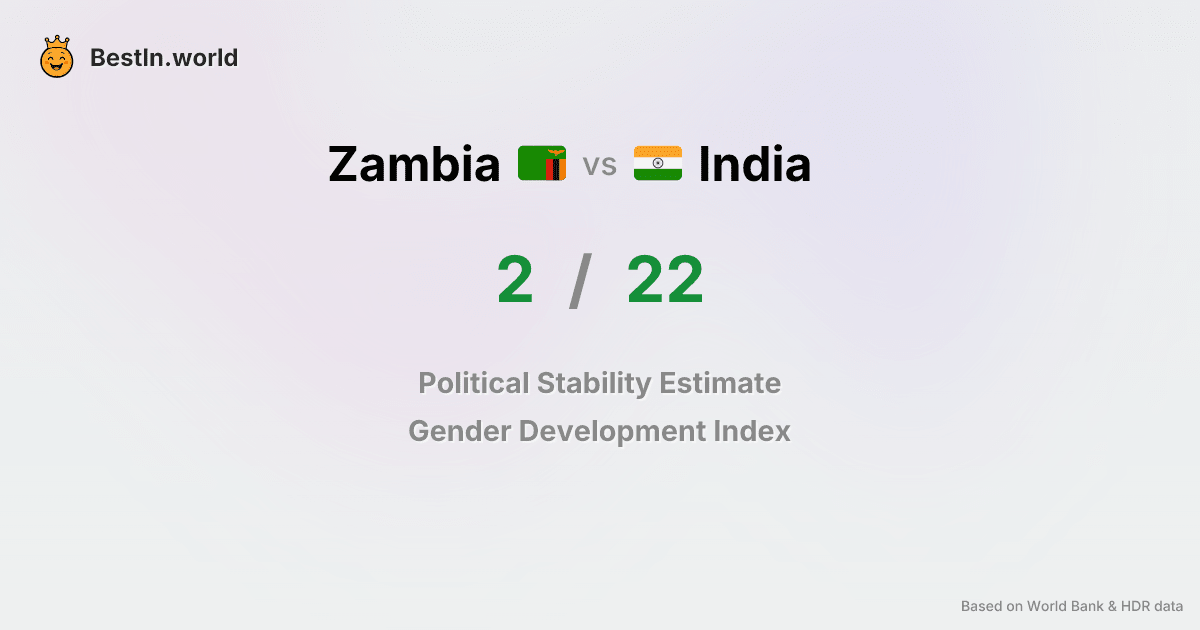 BestIn.world
Zambia vs India
2 / 22
Political Stability Estimate
Gender Development Index
Based on World Bank & HDR data